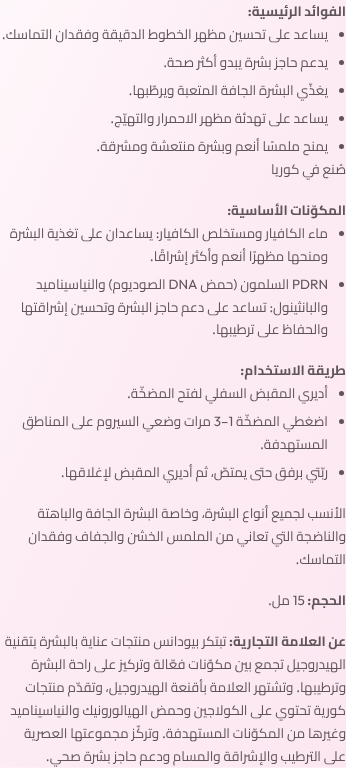 الفوائد الرئيسية:
• يساعد على تحسين مظهر الخطوط الدقيقة وفقدان التماسك.
• يدعم حاجز بشرة يبدو أكثر صحة.
• يغذّي البشرة الجافة المتعبة ويرطّبها.
• يساعد على تهدئة مظهر الاحمرار والتهيّج.
• يمنح ملمسًا أنعم وبشرة منتعشة ومشرقة.
صُنع في كوريا
المكوّنات الأساسية:
• ماء الكافيار ومستخلص الكافيار: يساعدان على تغذية البشرة
ومنحها مظهرًا أنعم وأكثر إشراقًا.
• PDRN السلمون (حمض DNA الصوديوم) والنياسيناميد
والبانثينول: تساعد على دعم حاجز البشرة وتحسين إشراقتها
والحفاظ على ترطيبها.
طريقة الاستخدام:
• أديري المقبض السفلي لفتح المضخّة.
• اضغطي المضخّة 1–3 مرات وضعي السيروم على المناطق
المستهدفة.
• ربّتي برفق حتى يمتصّ، ثم أديري المقبض لإغلاقها.
الأنسب لجميع أنواع البشرة، وخاصة البشرة الجافة والباهتة
والناضجة التي تعاني من الملمس الخشن والجفاف وفقدان
التماسك.
الحجم: 15 مل.
عن العلامة التجارية: تبتكر بيودانس منتجات عناية بالبشرة بتقنية
الهيدروجيل تجمع بين مكوّنات فعّالة وتركيز على راحة البشرة
وترطيبها. وتشتهر العلامة بأقنعة الهيدروجيل، وتقدّم منتجات
كورية تحتوي على الكولاجين وحمض الهيالورونيك والنياسيناميد
وغيرها من المكوّنات المستهدفة. وتركّز مجموعتها العصرية
على الترطيب والإشراقة والمسام ودعم حاجز بشرة صحي.